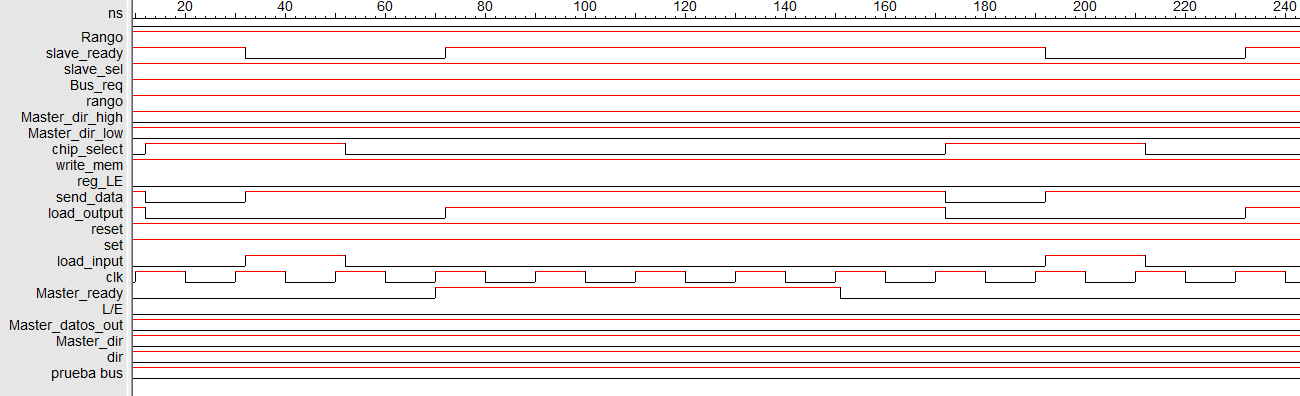 ns 20 40 60 80 100 120 140 160 180 200 220 240
Rango
slave_ready
slave_sel
Bus_req
rango
Master_dir_high
Master_dir_low
chip_select
write_mem
reg_LE
send_data
load_output
reset
set
load_input
clk
Master_ready
L/E
Master_datos_out
Master_dir
dir
prueba bus